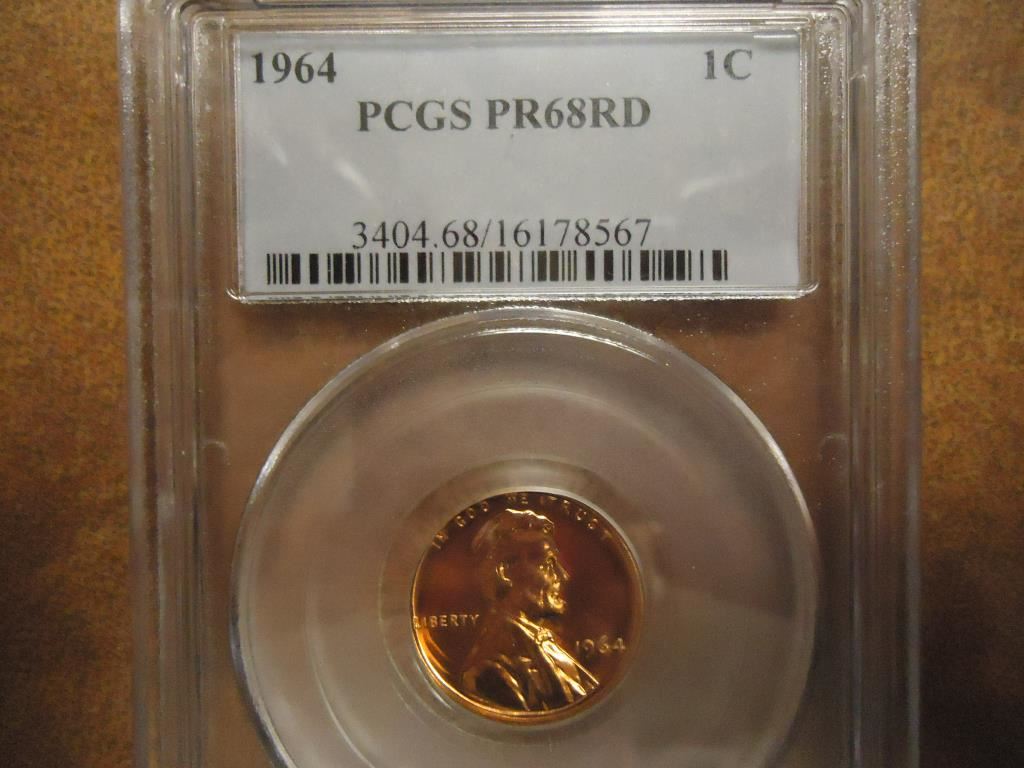 1964 1C
PCGS PR68RD
3404.68/16178567
IN GOD WE TRUST
LIBERTY
1964